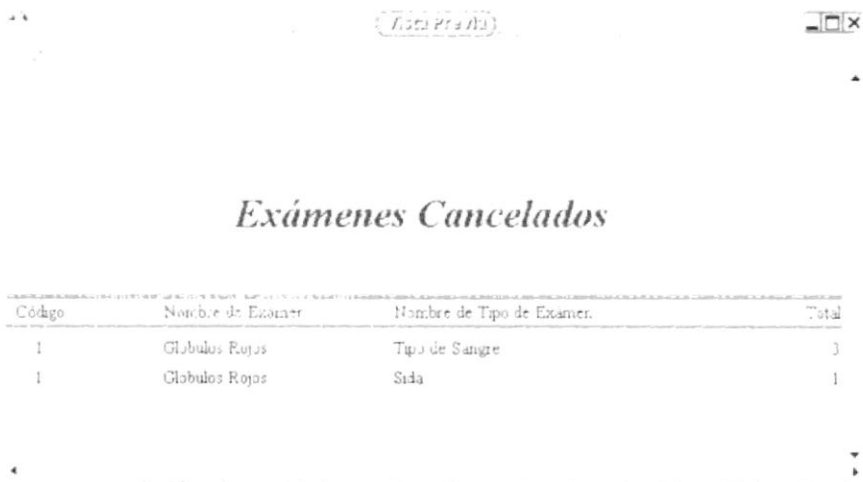 Vista Previa
Exámenes Cancelados
Código Nombre de Examen Nombre de Tipo de Examen Total
1 Globulos Rojos Tipo de Sangre 3
1 Globulos Rojos Sida 1